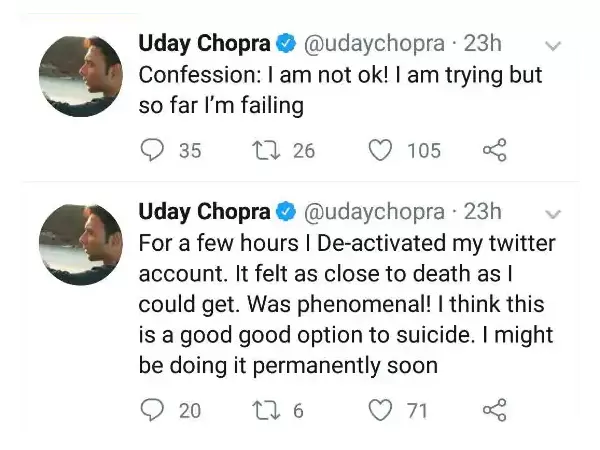 Uday Chopra @udaychopra · 23h
Confession: I am not ok! I am trying but
so far I'm failing
35 26 105
Uday Chopra @udaychopra · 23h
For a few hours I De-activated my twitter
account. It felt as close to death as I
could get. Was phenomenal! I think this
is a good good option to suicide. I might
be doing it permanently soon
20 6 71